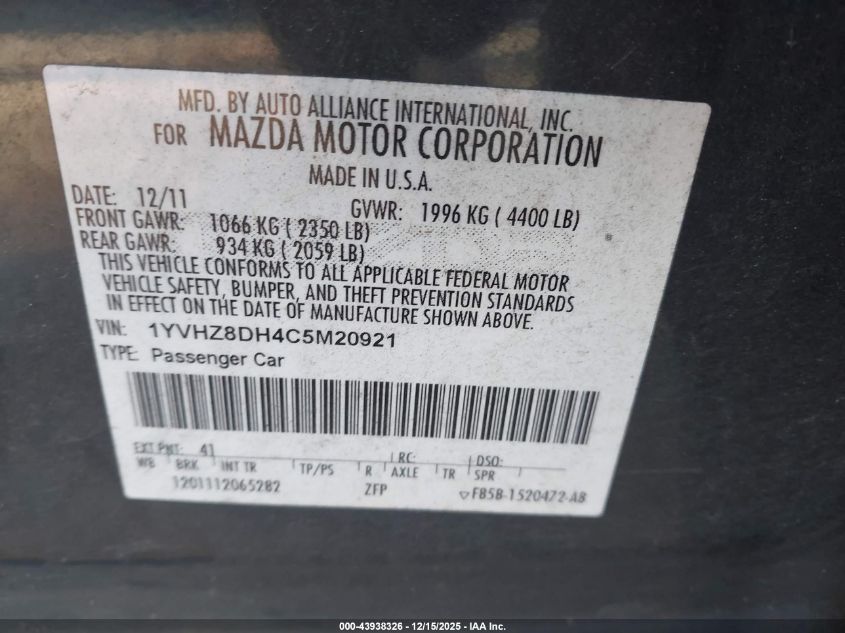 MFD. BY AUTO ALLIANCE INTERNATIONAL, INC.
FOR MAZDA MOTOR CORPORATION
MADE IN U.S.A.
DATE: 12/11 GVWR: 1996 KG ( 4400 LB)
FRONT GAWR: 1066 KG ( 2350 LB)
REAR GAWR: 934 KG ( 2059 LB)
THIS VEHICLE CONFORMS TO ALL APPLICABLE FEDERAL MOTOR
VEHICLE SAFETY, BUMPER, AND THEFT PREVENTION STANDARDS
IN EFFECT ON THE DATE OF MANUFACTURE SHOWN ABOVE.
VIN: 1YVHZ8DH4C5M20921
TYPE: Passenger Car
EXT PNT: 41 RC: DSO:
WB BRK INT TR TP/PS R AXLE TR SPR
1201112065282 ZFP F85B-1520472-AB
000-43938326 - 12/15/2025 - IAA Inc.